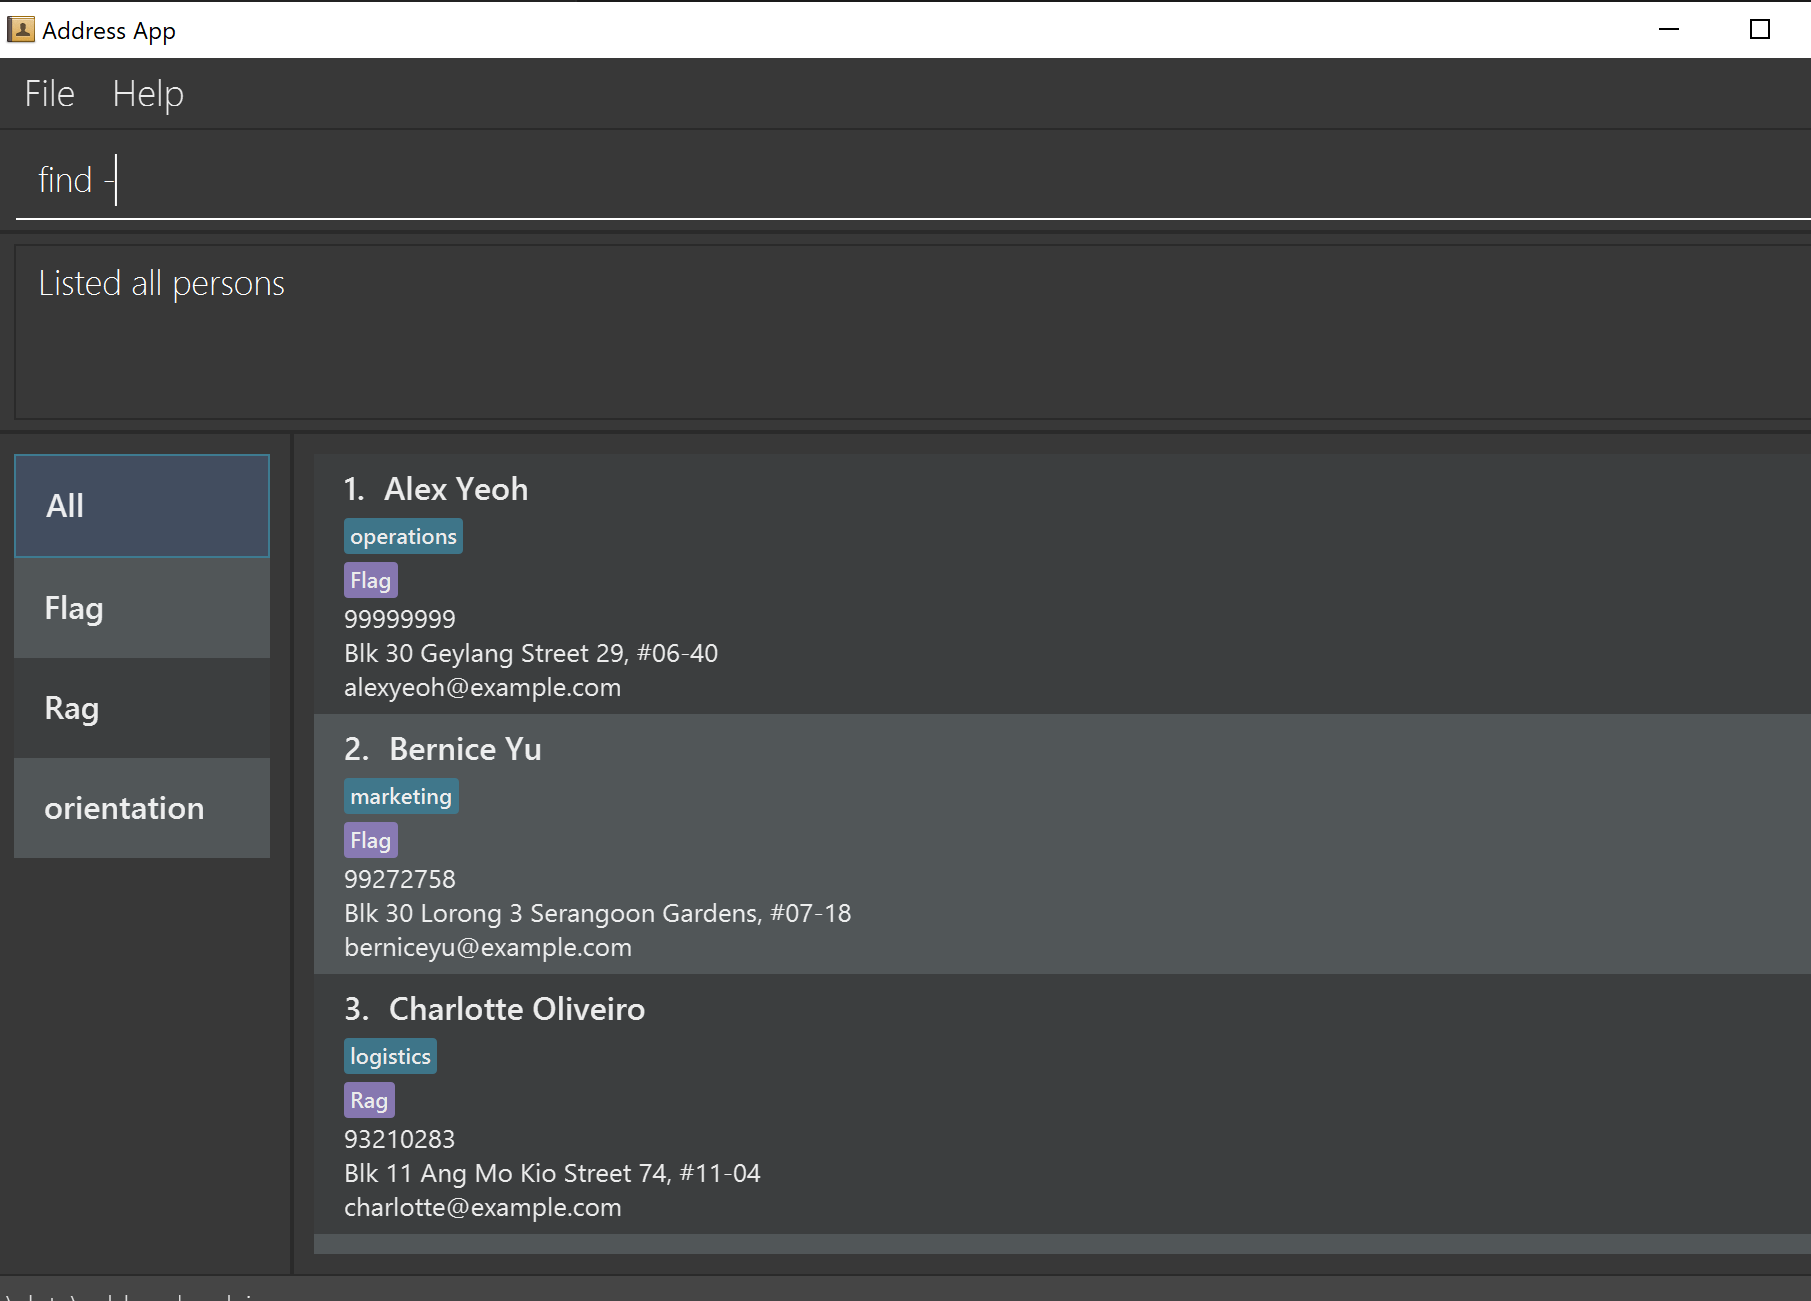 Address App
File Help
find -
Listed all persons
All
Flag
Rag
orientation
1. Alex Yeoh
operations
Flag
99999999
Blk 30 Geylang Street 29, #06-40
alexyeoh@example.com
2. Bernice Yu
marketing
Flag
99272758
Blk 30 Lorong 3 Serangoon Gardens, #07-18
berniceyu@example.com
3. Charlotte Oliveiro
logistics
Rag
93210283
Blk 11 Ang Mo Kio Street 74, #11-04
charlotte@example.com